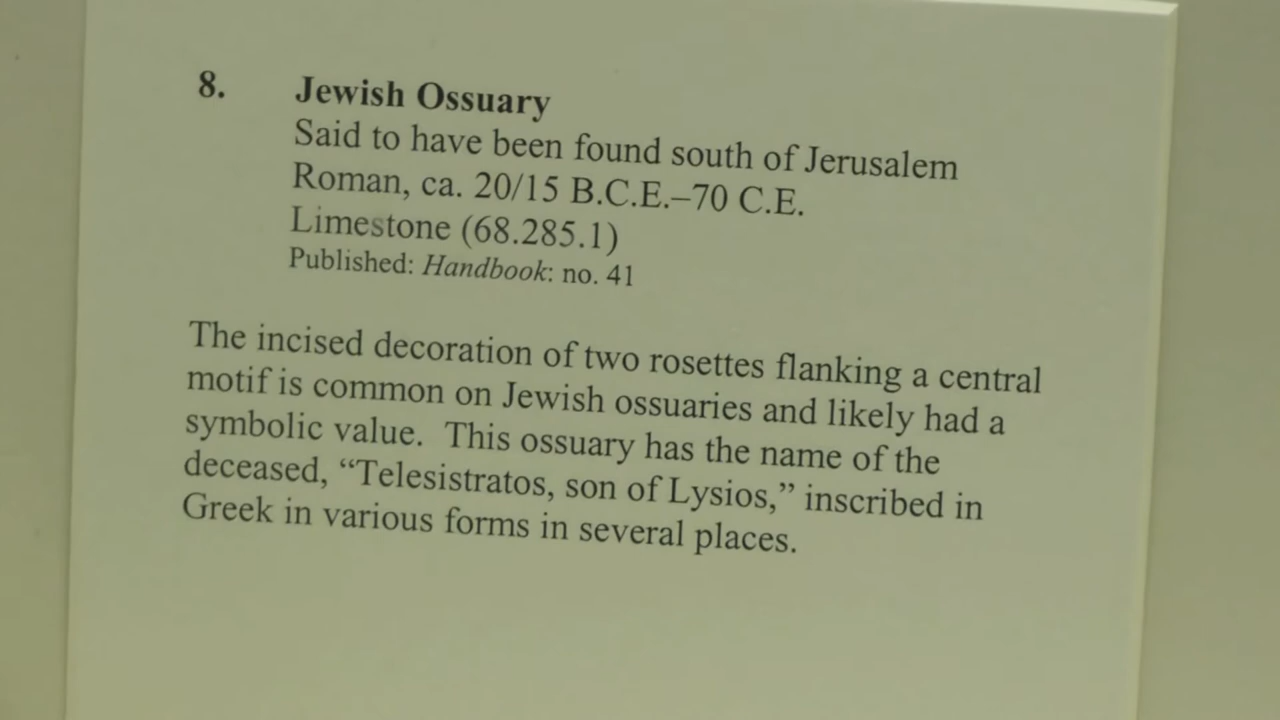 8. Jewish Ossuary
Said to have been found south of Jerusalem
Roman, ca. 20/15 B.C.E.–70 C.E.
Limestone (68.285.1)
Published: Handbook: no. 41
The incised decoration of two rosettes flanking a central
motif is common on Jewish ossuaries and likely had a
symbolic value. This ossuary has the name of the
deceased, “Telesistratos, son of Lysios,” inscribed in
Greek in various forms in several places.